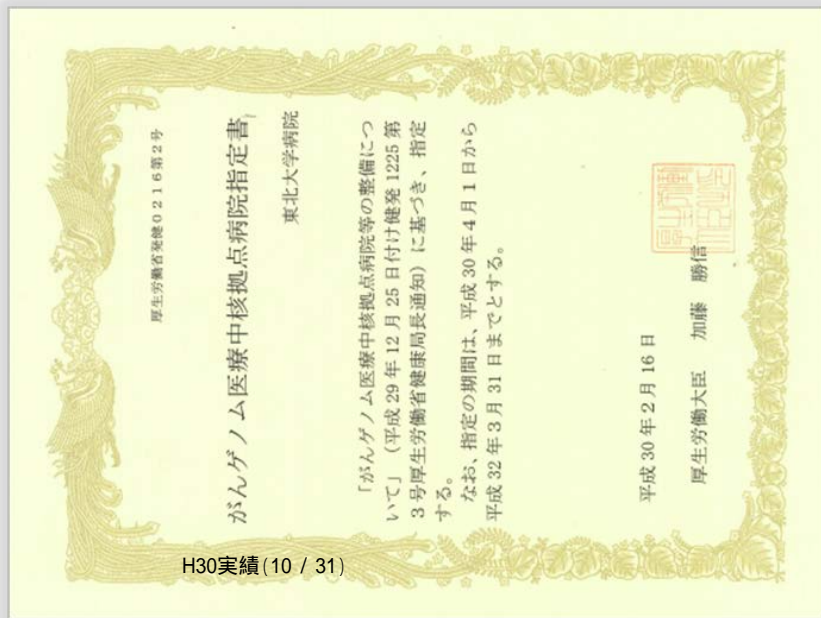 厚生労働省発健0216第2号
がんゲノム医療中核拠点病院指定書
東北大学病院
「がんゲノム医療中核拠点病院等の整備につ
いて」(平成29年12月25日付け健発1225第
3号厚生労働省健康局長通知)に基づき、指定
する。
なお、指定の期間は、平成30年4月1日から
平成32年3月31日までとする。
平成30年2月16日
厚生労働大臣 加藤 勝信
H30実績(10 / 31)